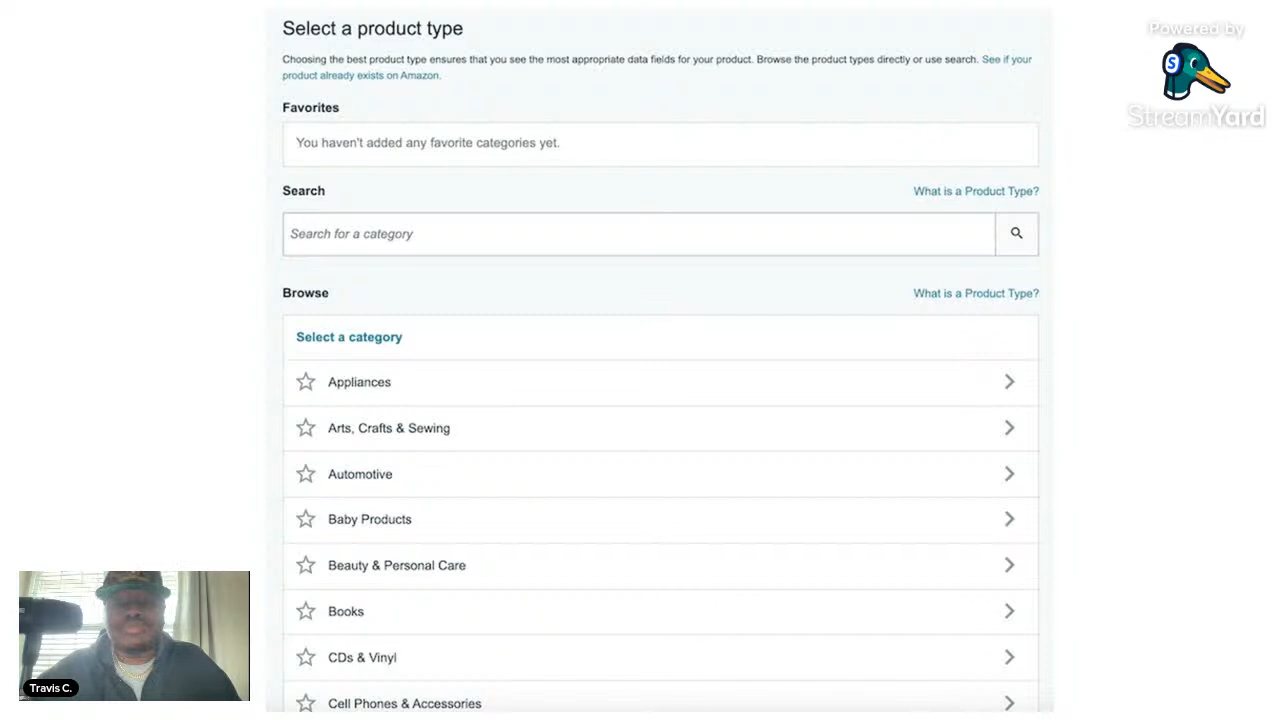 Select a product type
Choosing the best product type ensures that you see the most appropriate data fields for your product. Browse the product types directly or use search. See if your
product already exists on Amazon.
Favorites
You haven't added any favorite categories yet.
Search
What is a Product Type?
Search for a category
Browse
What is a Product Type?
Select a category
Appliances
Arts, Crafts & Sewing
Automotive
Baby Products
Beauty & Personal Care
Books
CDs & Vinyl
Cell Phones & Accessories
Travis C.
Powered by
S
StreamYard